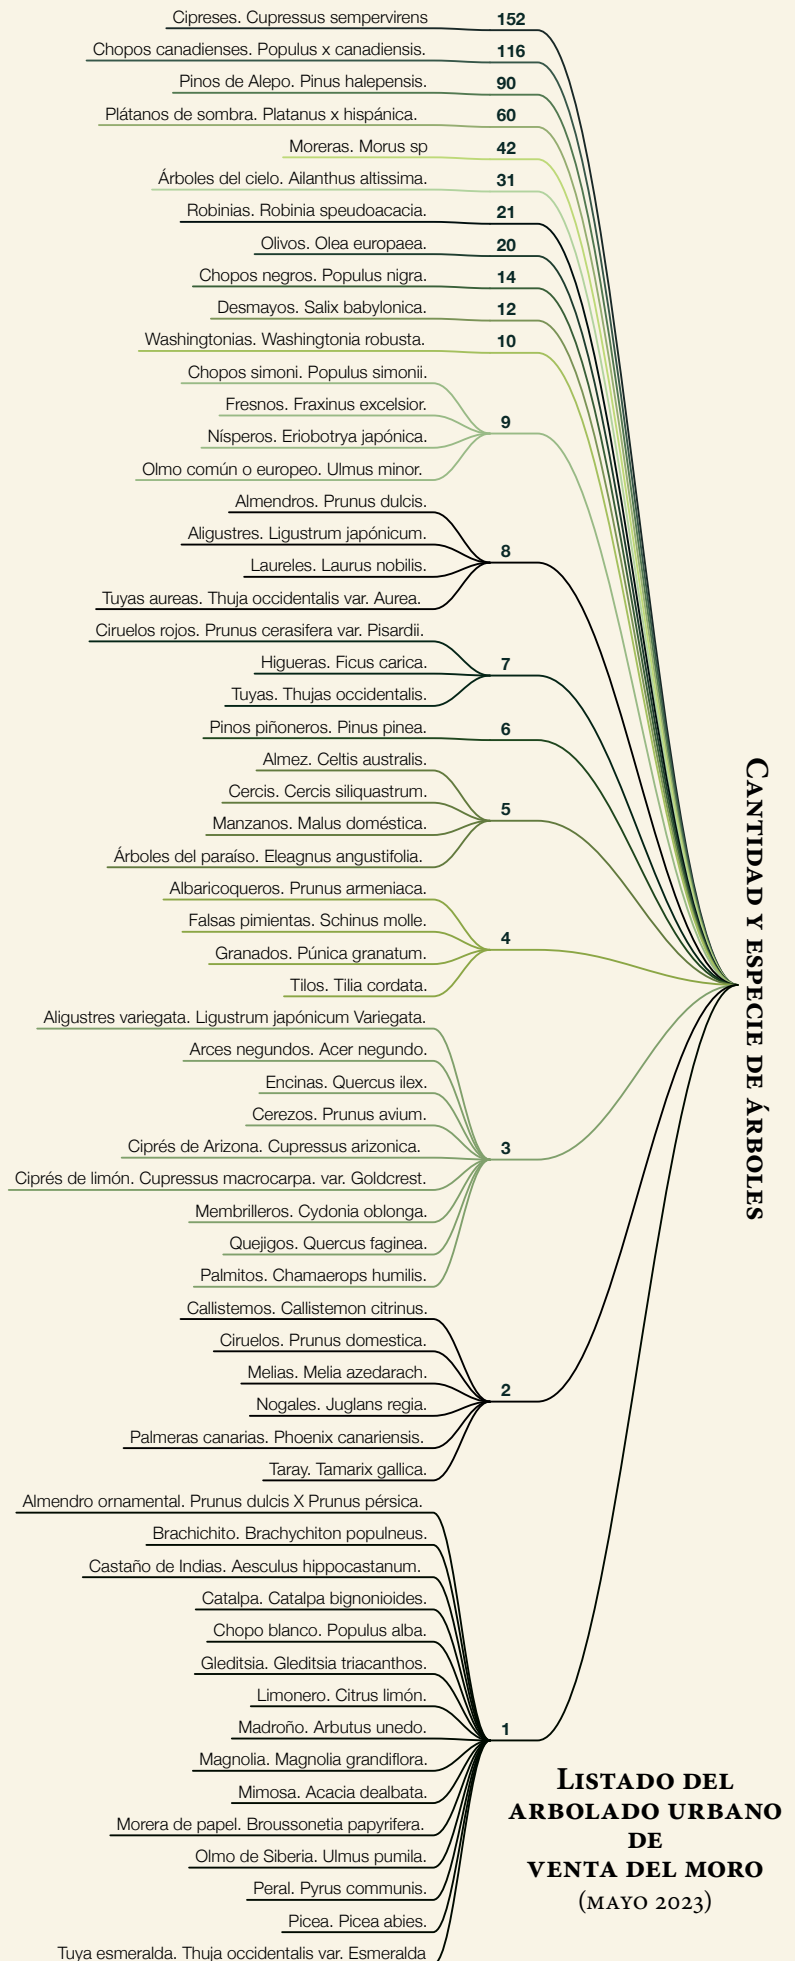 Cipreses. Cupressus sempervirens 152
Chopos canadienses. Populus x canadiensis. 116
Pinos de Alepo. Pinus halepensis. 90
Plátanos de sombra. Platanus x hispánica. 60
Moreras. Morus sp 42
Árboles del cielo. Ailanthus altissima. 31
Robinias. Robinia speudoacacia. 21
Olivos. Olea europaea. 20
Chopos negros. Populus nigra. 14
Desmayos. Salix babylonica. 12
Washingtonias. Washingtonia robusta. 10
Chopos simoni. Populus simonii.
Fresnos. Fraxinus excelsior.
9
Nísperos. Eriobotrya japónica.
Olmo común o europeo. Ulmus minor.
Almendros. Prunus dulcis.
Aligustres. Ligustrum japónicum.
8
Laureles. Laurus nobilis.
Tuyas aureas. Thuja occidentalis var. Aurea.
Ciruelos rojos. Prunus cerasifera var. Pisardii.
Higueras. Ficus carica. 7
Tuyas. Thujas occidentalis.
Pinos piñoneros. Pinus pinea. 6
Almez. Celtis australis.
Cercis. Cercis siliquastrum.
5
Manzanos. Malus doméstica.
Árboles del paraíso. Eleagnus angustifolia.
Albaricoqueros. Prunus armeniaca.
Falsas pimientas. Schinus molle.
4
Granados. Púnica granatum.
Tilos. Tilia cordata.
Aligustres variegata. Ligustrum japónicum Variegata.
Arces negundos. Acer negundo.
Encinas. Quercus ilex.
Cerezos. Prunus avium.
Ciprés de Arizona. Cupressus arizonica. 3
Ciprés de limón. Cupressus macrocarpa. var. Goldcrest.
Membrilleros. Cydonia oblonga.
Quejigos. Quercus faginea.
Palmitos. Chamaerops humilis.
Callistemos. Callistemon citrinus.
Ciruelos. Prunus domestica.
Melias. Melia azedarach.
2
Nogales. Juglans regia.
Palmeras canarias. Phoenix canariensis.
Taray. Tamarix gallica.
Almendro ornamental. Prunus dulcis X Prunus pérsica.
Brachichito. Brachychiton populneus.
Castaño de Indias. Aesculus hippocastanum.
Catalpa. Catalpa bignonioides.
Chopo blanco. Populus alba.
Gleditsia. Gleditsia triacanthos.
Limonero. Citrus limón.
Madroño. Arbutus unedo. 1
Magnolia. Magnolia grandiflora.
Mimosa. Acacia dealbata.
Morera de papel. Broussonetia papyrifera.
Olmo de Siberia. Ulmus pumila.
Peral. Pyrus communis.
Picea. Picea abies.
Tuya esmeralda. Thuja occidentalis var. Esmeralda
Cantidad y especie de árboles
Listado del
arbolado urbano
de
Venta del Moro
(mayo 2023)